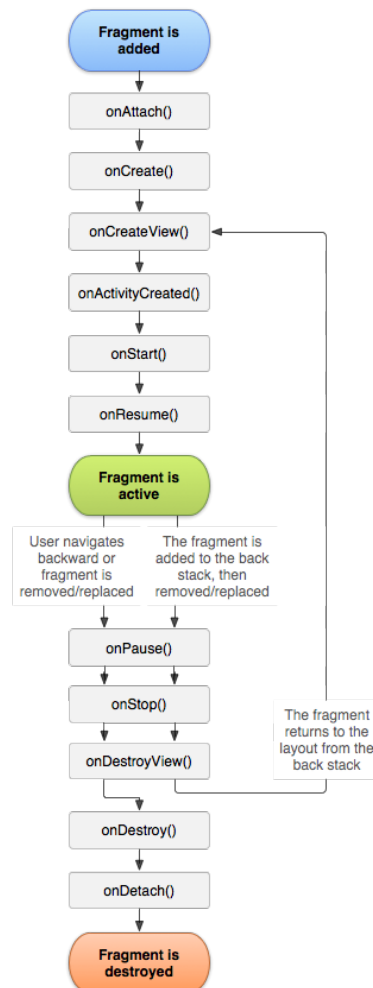 Fragment is
added
onAttach()
onCreate()
onCreateView()
onActivityCreated()
onStart()
onResume()
Fragment is
active
User navigates
backward or
fragment is
removed/replaced
The fragment is
added to the back
stack, then
removed/replaced
onPause()
onStop()
onDestroyView()
The fragment
returns to the
layout from the
back stack
onDestroy()
onDetach()
Fragment is
destroyed